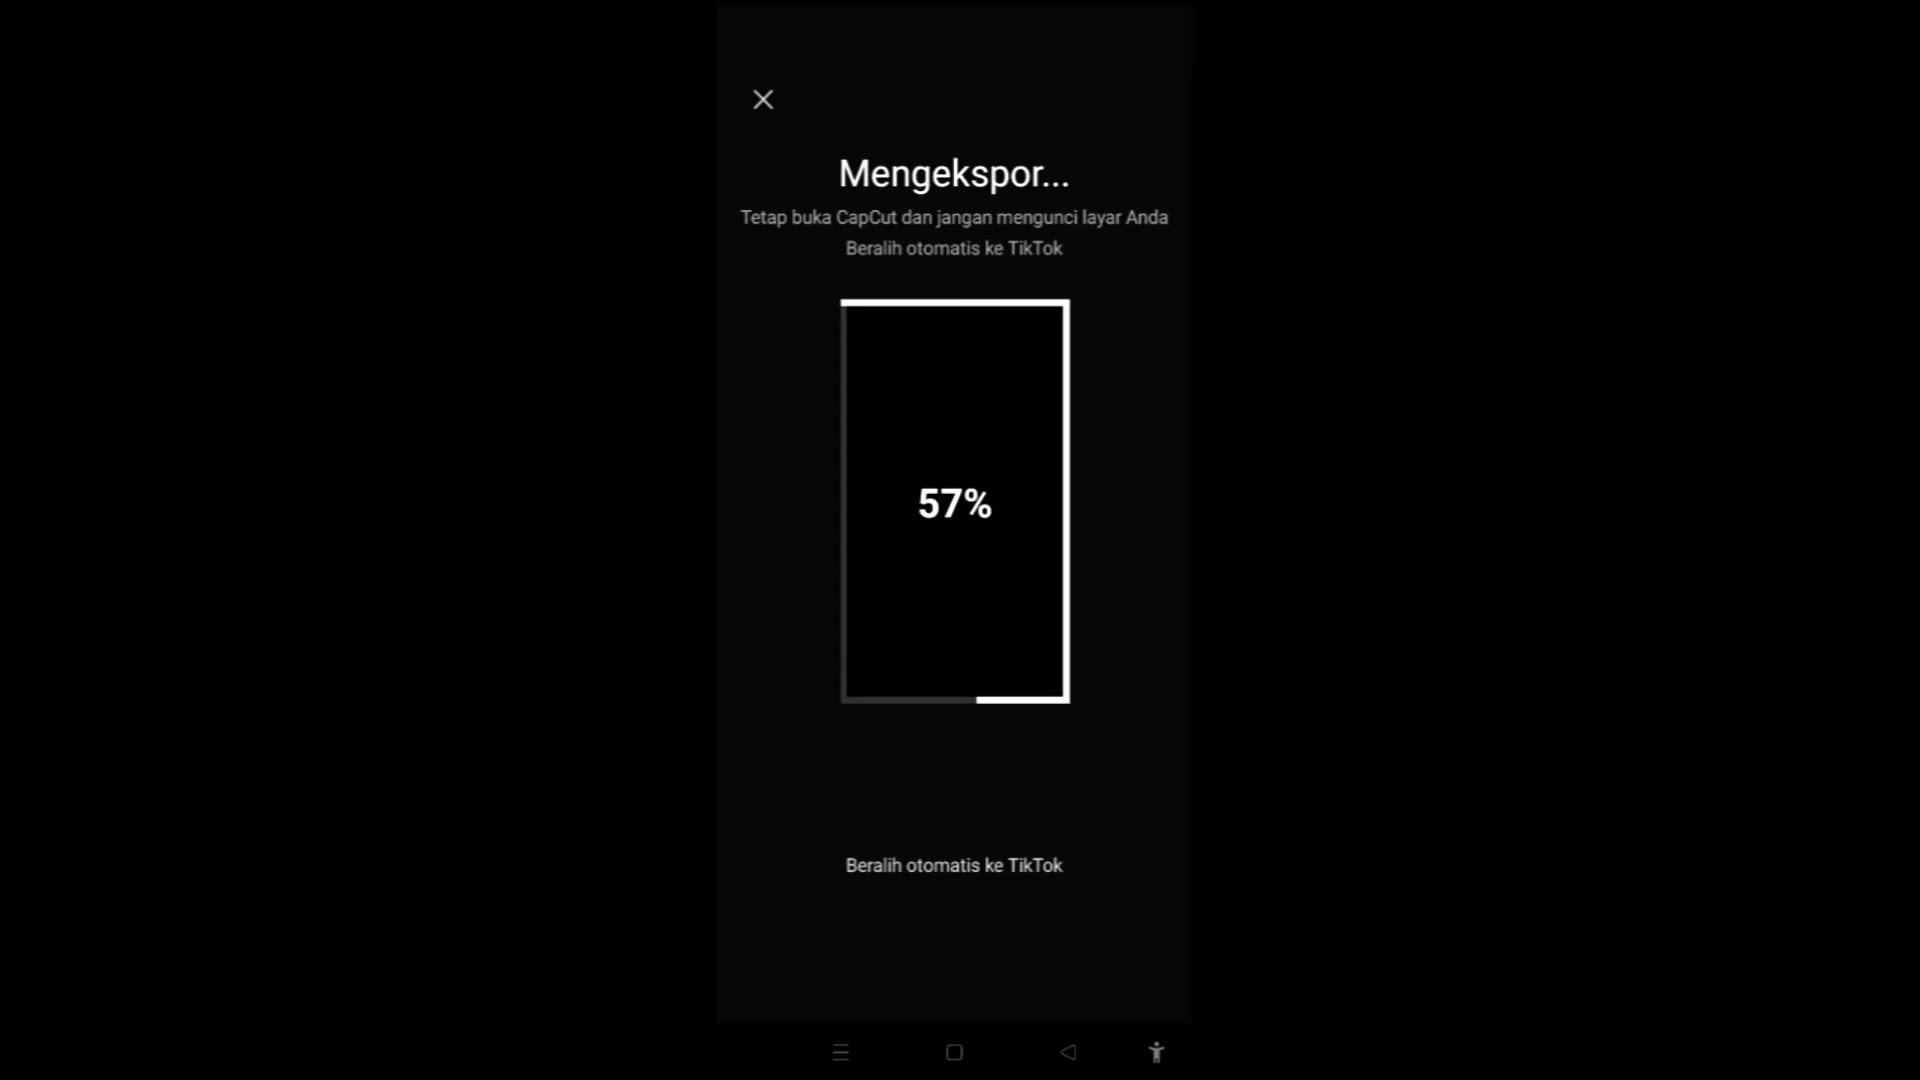 Mengekspor...
Tetap buka CapCut dan jangan mengunci layar Anda
Beralih otomatis ke TikTok
57%
Beralih otomatis ke TikTok